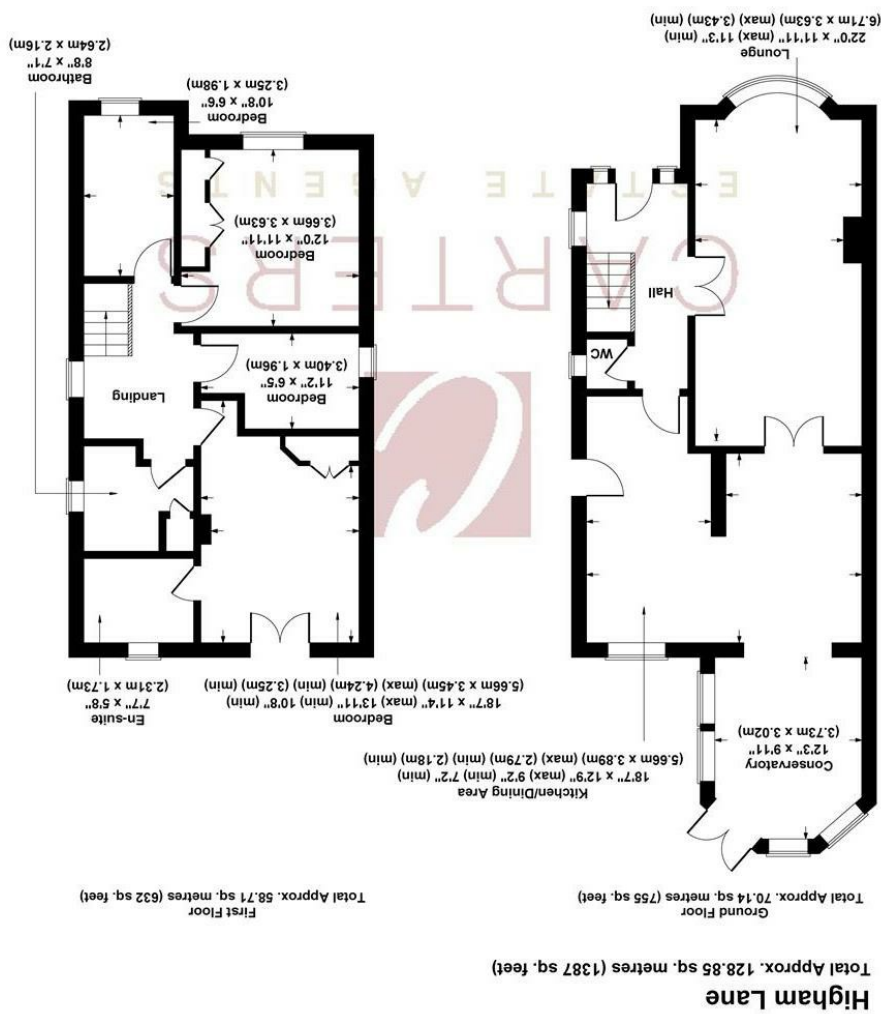 Higham Lane
Total Approx. 128.85 sq. metres (1387 sq. feet)
Ground Floor
Total Approx. 70.14 sq. metres (755 sq. feet)
Conservatory
12'3" x 9'11"
(3.73m x 3.02m)
Kitchen/Dining Area
18'7" x 12'9" (max) 9'2" (min) 7'2" (min)
(5.66m x 3.89m) (max) (2.79m) (min) (2.18m) (min)
WC
Hall
Lounge
22'0" x 11'11" (max) 11'3" (min)
6.71m x 3.63m) (max) (3.43m) (min)
First Floor
Total Approx. 58.71 sq. metres (632 sq. feet)
Bedroom
18'7" x 11'4" (max) 13'11" (min) 10'8" (min)
(5.66m x 3.45m) (max) (4.24m) (min) (3.25m) (min)
En-suite
7'7" x 5'8"
(2.31m x 1.73m)
Landing
Bedroom
11'2" x 6'5"
(3.40m x 1.96m)
Bedroom
12'0" x 11'11"
(3.66m x 3.63m)
Bedroom
10'8" x 6'6"
(3.25m x 1.98m)
Bathroom
8'8" x 7'1"
(2.64m x 2.16m)
CARTERS
ESTATE AGENTS